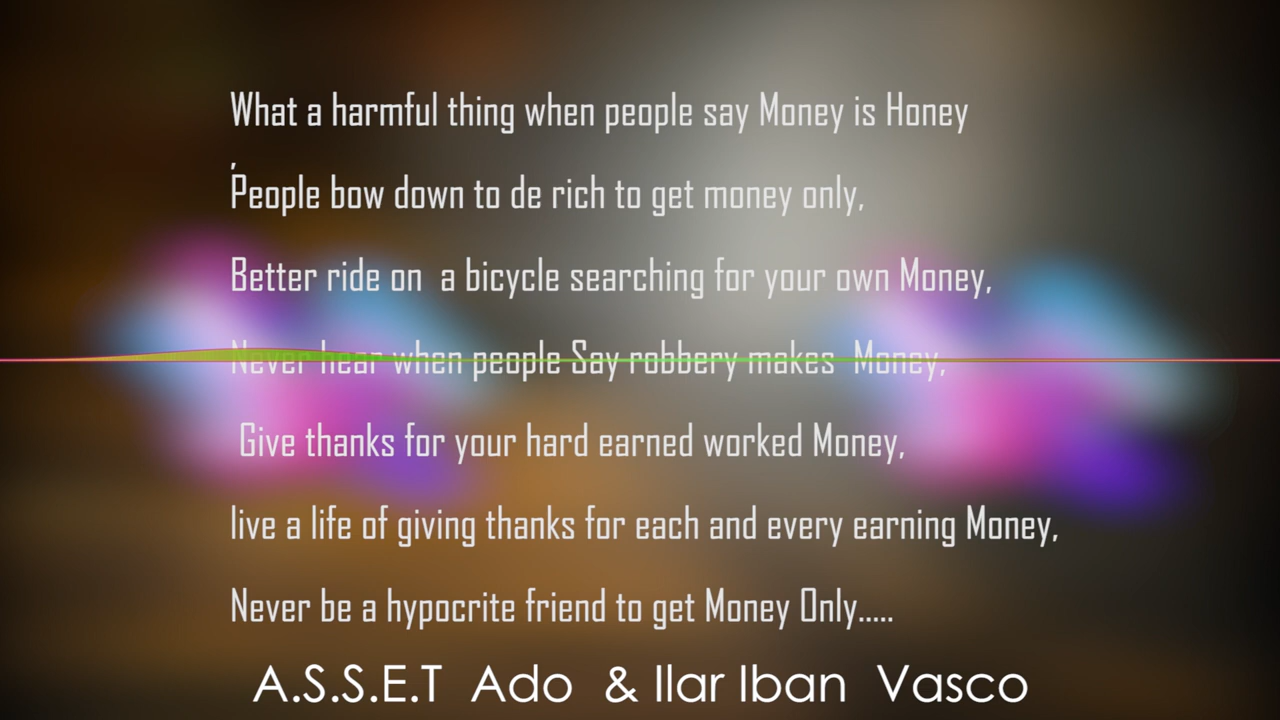 What a harmful thing when people say Money is Honey
,
People bow down to de rich to get money only,
Better ride on  a bicycle searching for your own Money,
Never hear when people Say robbery makes  Money,
Give thanks for your hard earned worked Money,
live a life of giving thanks for each and every earning Money,
Never be a hypocrite friend to get Money Only.....
A.S.S.E.T  Ado  & Ilar Iban  Vasco